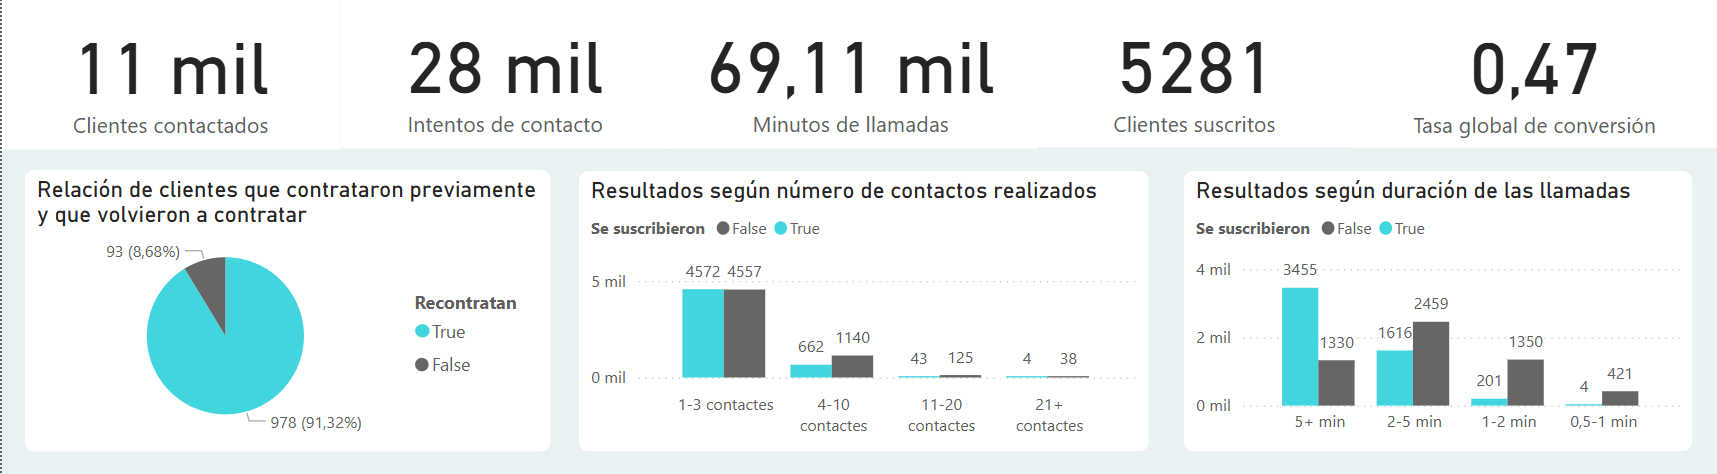 11 mil
Clientes contactados
28 mil
Intentos de contacto
69,11 mil
Minutos de llamadas
5281
Clientes suscritos
0,47
Tasa global de conversión
Relación de clientes que contrataron previamente
y que volvieron a contratar
93 (8,68%)
978 (91,32%)
Recontratan
True
False
Resultados según número de contactos realizados
Se suscribieron False True
5 mil
0 mil
4572 4557
662 1140
43 125
4 38
1-3 contactes
4-10
contactes
11-20
contactes
21+
contactes
Resultados según duración de las llamadas
Se suscribieron False True
4 mil
2 mil
0 mil
3455 1330
1616 2459
201 1350
4 421
5+ min
2-5 min
1-2 min
0,5-1 min